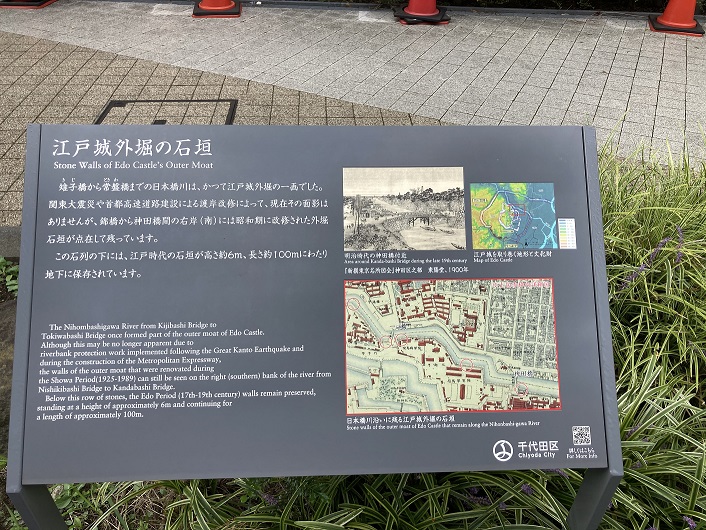 江戸城外堀の石垣
Stone Walls of Edo Castle's Outer Moat
雉子橋から常盤橋までの日本橋川は、かつて江戸城外堀の一画でした。
関東大震災や首都高速道路建設による護岸改修によって、現在その面影は
ありませんが、錦橋から神田橋間の右岸（南）には昭和期に改修された外堀
石垣が点在して残っています。
この石列の下には、江戸時代の石垣が高さ約6m、長さ約100mにわたり
地下に保存されています。
The Nihombashigawa River from Kijibashi Bridge to
Tokiwabashi Bridge once formed part of the outer moat of Edo Castle.
Although this may be no longer apparent due to
riverbank protection work implemented following the Great Kanto Earthquake and
during the construction of the Metropolitan Expressway,
the walls of the outer moat that were renovated during
the Showa Period(1925-1989) can still be seen on the right (southern) bank of the river from
Nishikibashi Bridge to Kandabashi Bridge.
Below this row of stones, the Edo Period (17th-19th century) walls remain preserved,
standing at a height of approximately 6m and continuing for
a length of approximately 100m.
明治時代の神田橋付近
Area around Kanda-bashi Bridge during the late 19th century
『新撰東京名所図会』神田区之部 東陽堂、1900年
江戸城を取り巻く地形と文化財
Map of Edo Castle
日本橋川沿いに残る江戸城外堀の石垣
Stone walls of the outer moat of Edo Castle that remain along the Nihonbashi-gawa River
千代田区
Chiyoda City
詳しくはこちら
For More Info